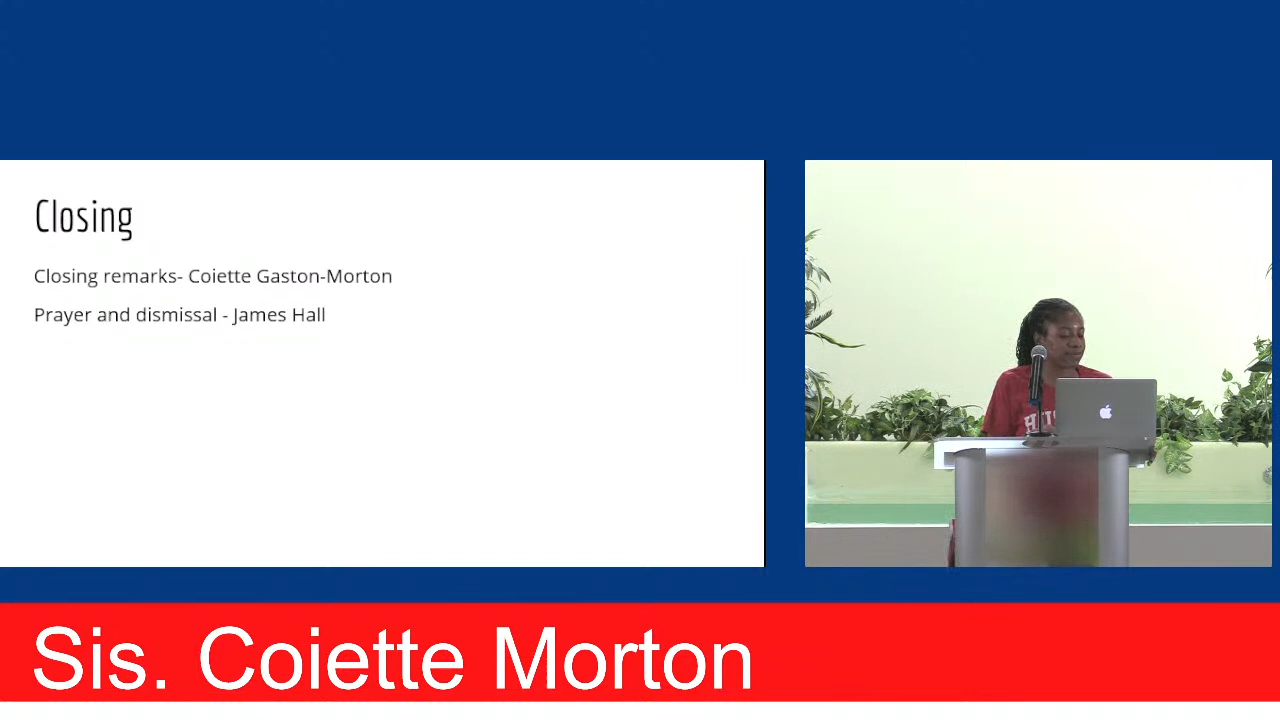 Closing
Closing remarks- Coiette Gaston-Morton
Prayer and dismissal - James Hall
Sis. Coiette Morton